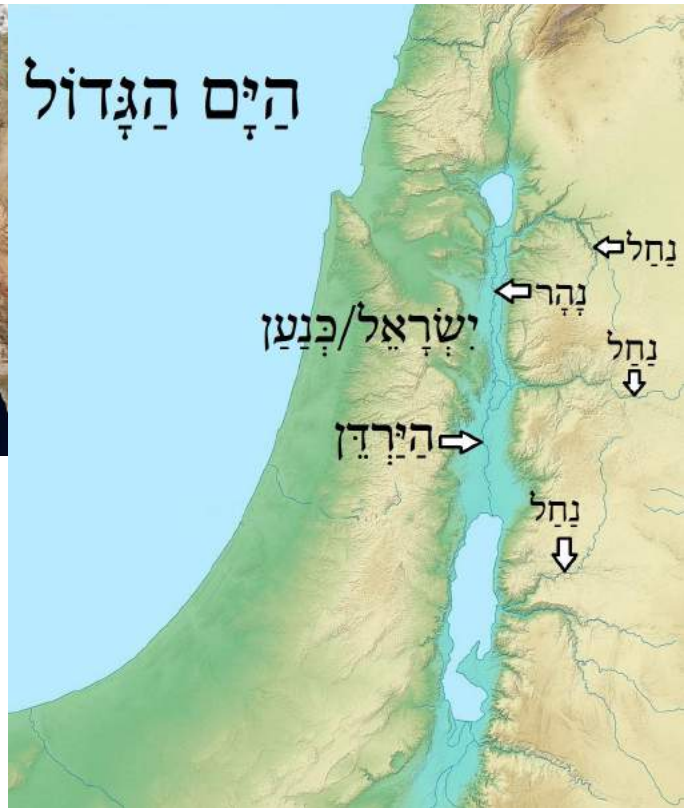 הַיָּם הַגָּדוֹל
נַחַל
נָהָר
יִשְׂרָאֵל/כְּנַעַן
נַחַל
הַיַּרְדֵּן
נַחַל